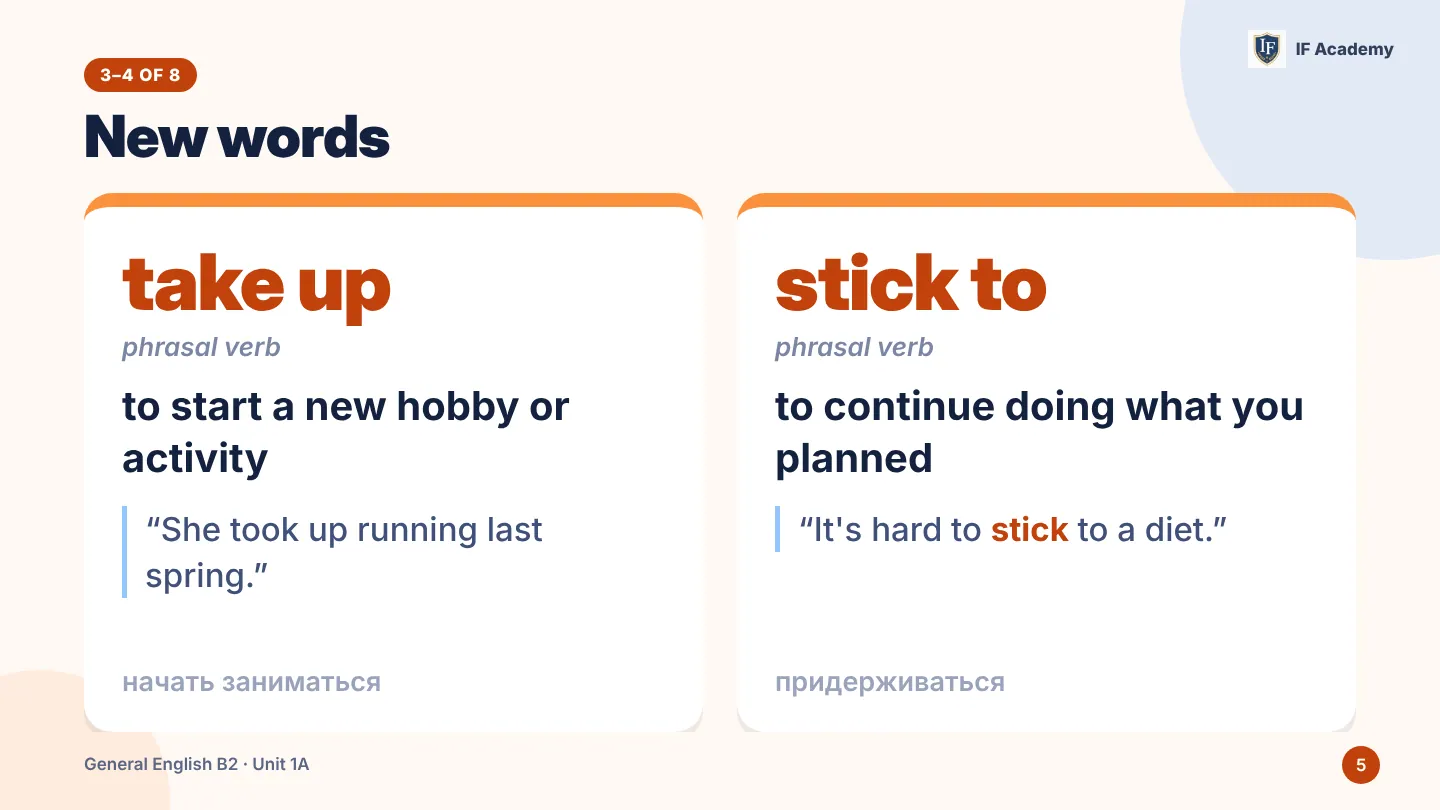 IF
IF Academy
3–4 OF 8
New words
take up
phrasal verb
to start a new hobby or
activity
“She took up running last
spring.”
начать заниматься
stick to
phrasal verb
to continue doing what you
planned
“It's hard to stick to a diet.”
придерживаться
General English B2 · Unit 1A
5